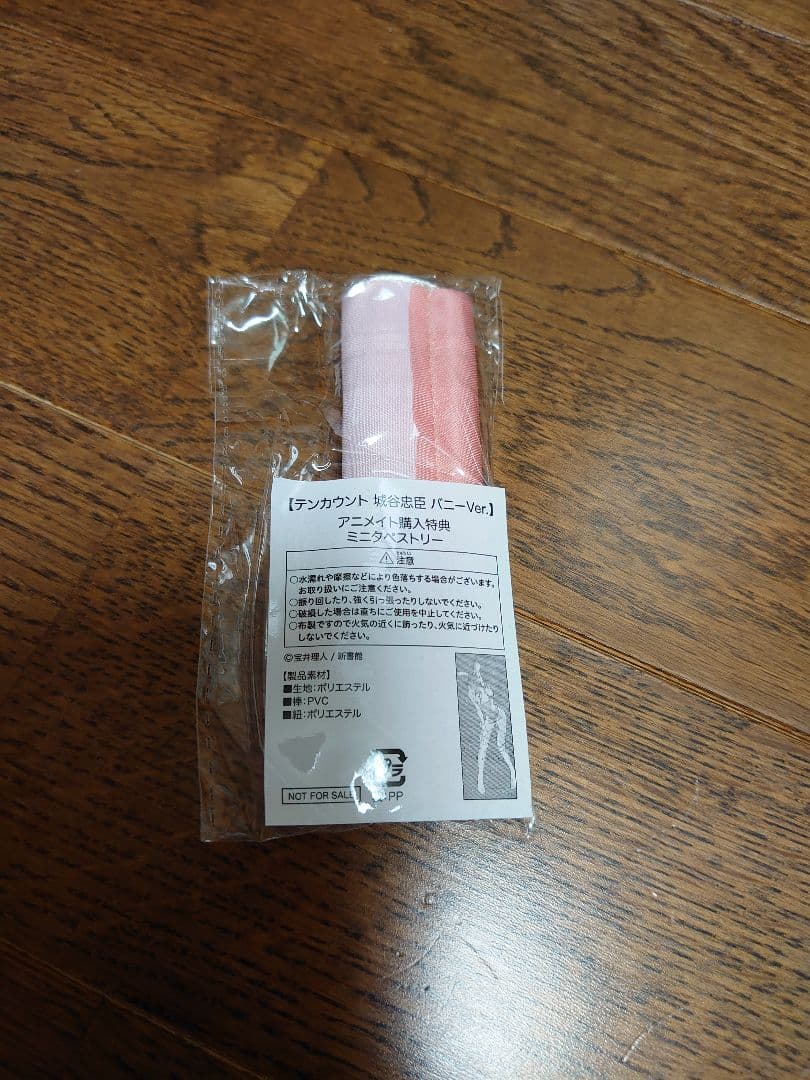 【テンカウント 城谷忠臣 バニーVer.】
アニメイト購入特典
ミニタペストリー
注意
○水濡れや摩擦などにより色落ちする場合がございます。
お取り扱いにご注意ください。
○振り回したり、強く引っ張ったりしないでください。
○破損した場合は直ちにご使用を中止してください。
○布製ですので火気の近くに飾ったり、火気に近づけたり
しないでください。
©宝井理人 / 新書館
【製品素材】
■生地：ポリエステル
■棒：PVC
■紐：ポリエステル
プラ
NOT FOR SALE
PP